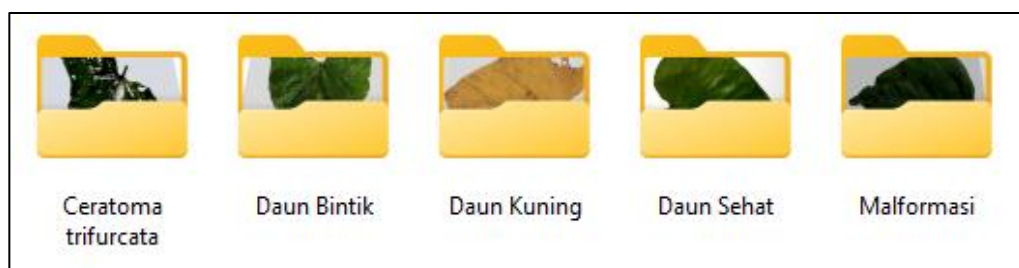 Ceratoma
trifurcata
Daun Bintik
Daun Kuning
Daun Sehat
Malformasi